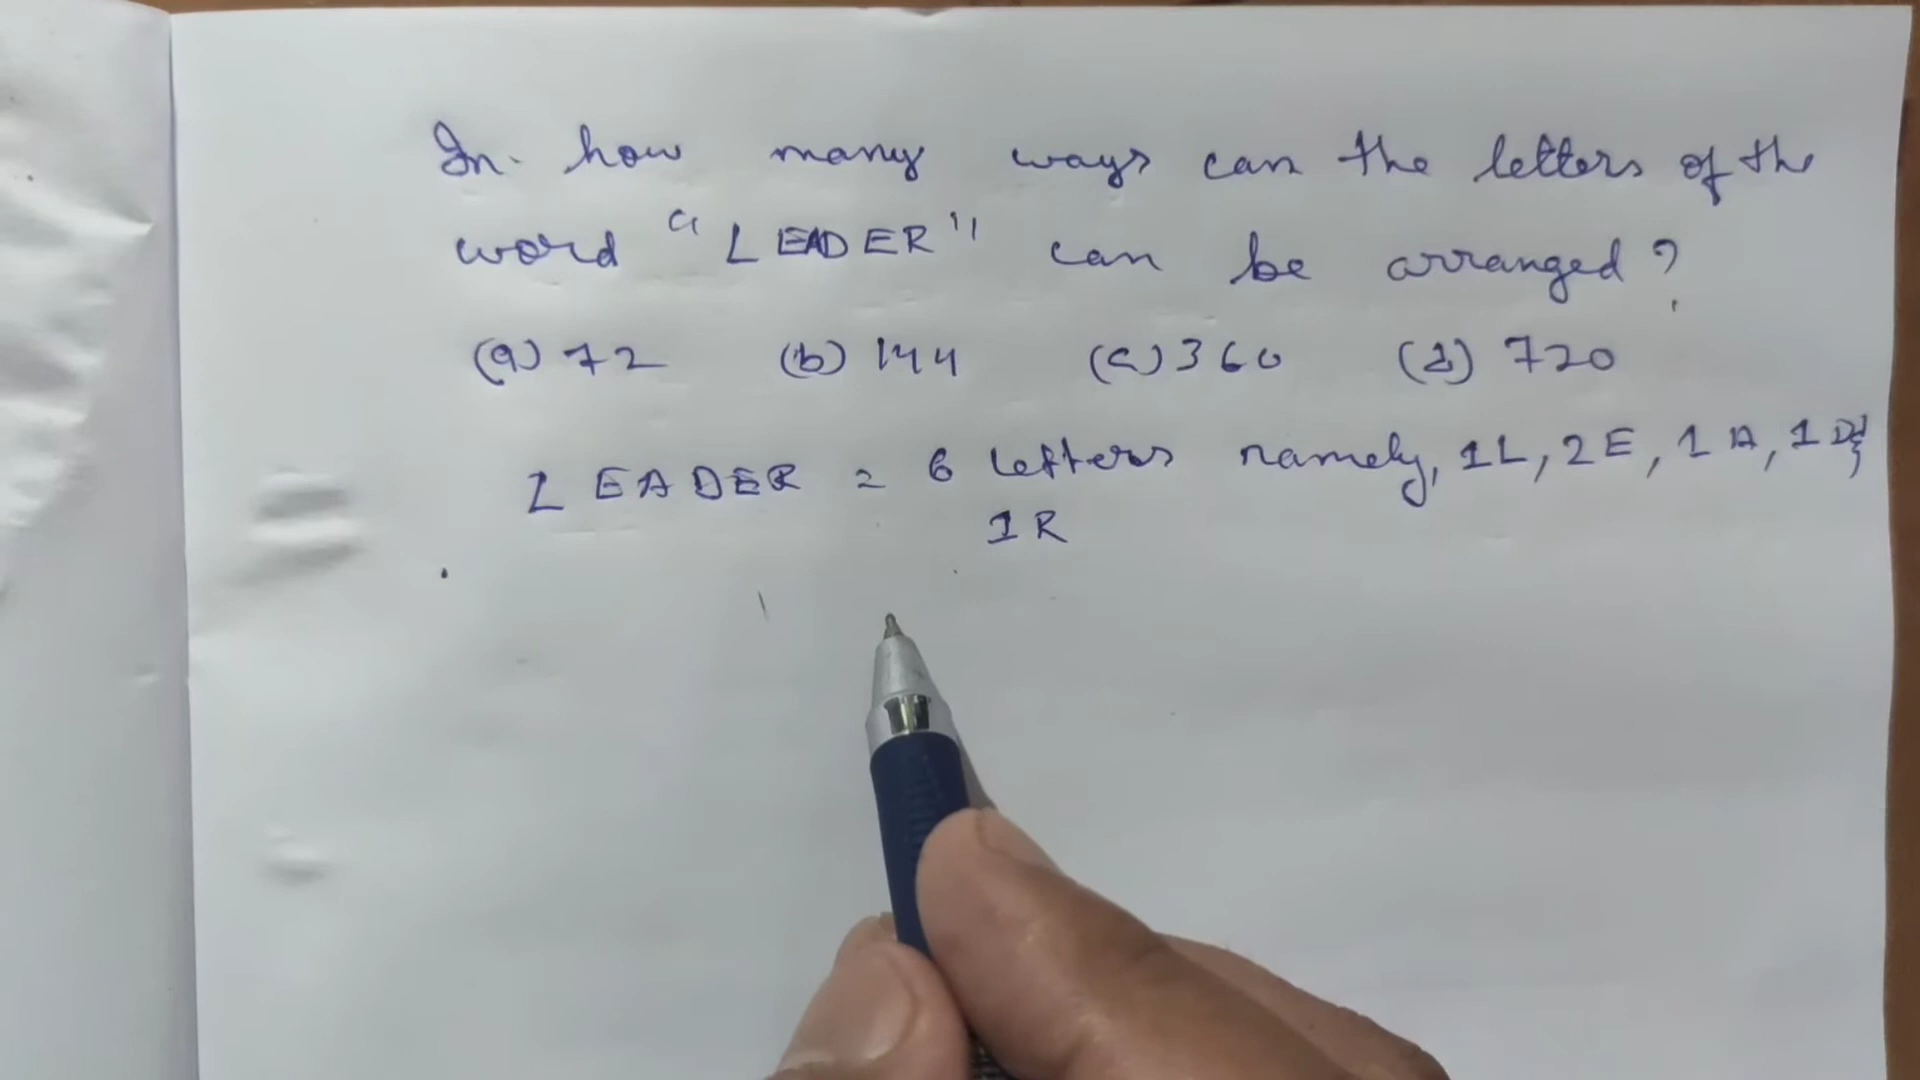 In how many ways can the letters of the
word "LEADER" can be arranged?
(a) 72 (b) 144 (c) 360 (d) 720
LEADER = 6 letters namely, 1L, 2E, 1A, 1D &
1R